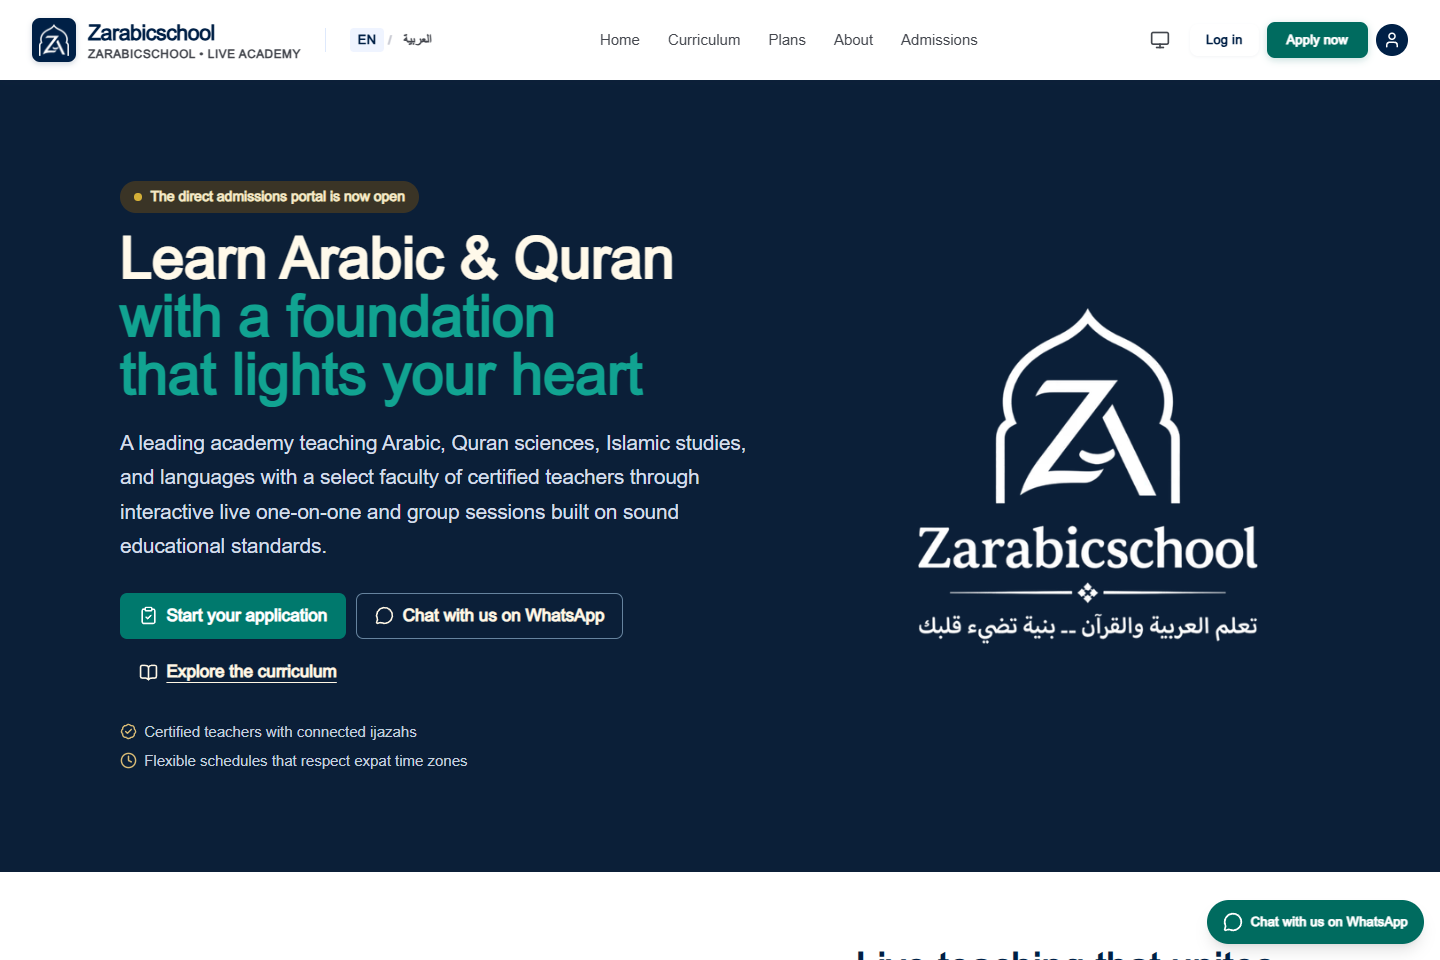 Zarabicschool
ZARABICSCHOOL • LIVE ACADEMY
EN / العربية
Home
Curriculum
Plans
About
Admissions
Log in
Apply now
The direct admissions portal is now open
Learn Arabic & Quran
with a foundation
that lights your heart
A leading academy teaching Arabic, Quran sciences, Islamic studies,
and languages with a select faculty of certified teachers through
interactive live one-on-one and group sessions built on sound
educational standards.
Start your application
Chat with us on WhatsApp
Explore the curriculum
Certified teachers with connected ijazahs
Flexible schedules that respect expat time zones
ZA
Zarabicschool
تعلم العربية والقرآن -- بنية تضيء قلبك
Chat with us on WhatsApp
Live teaching that unites